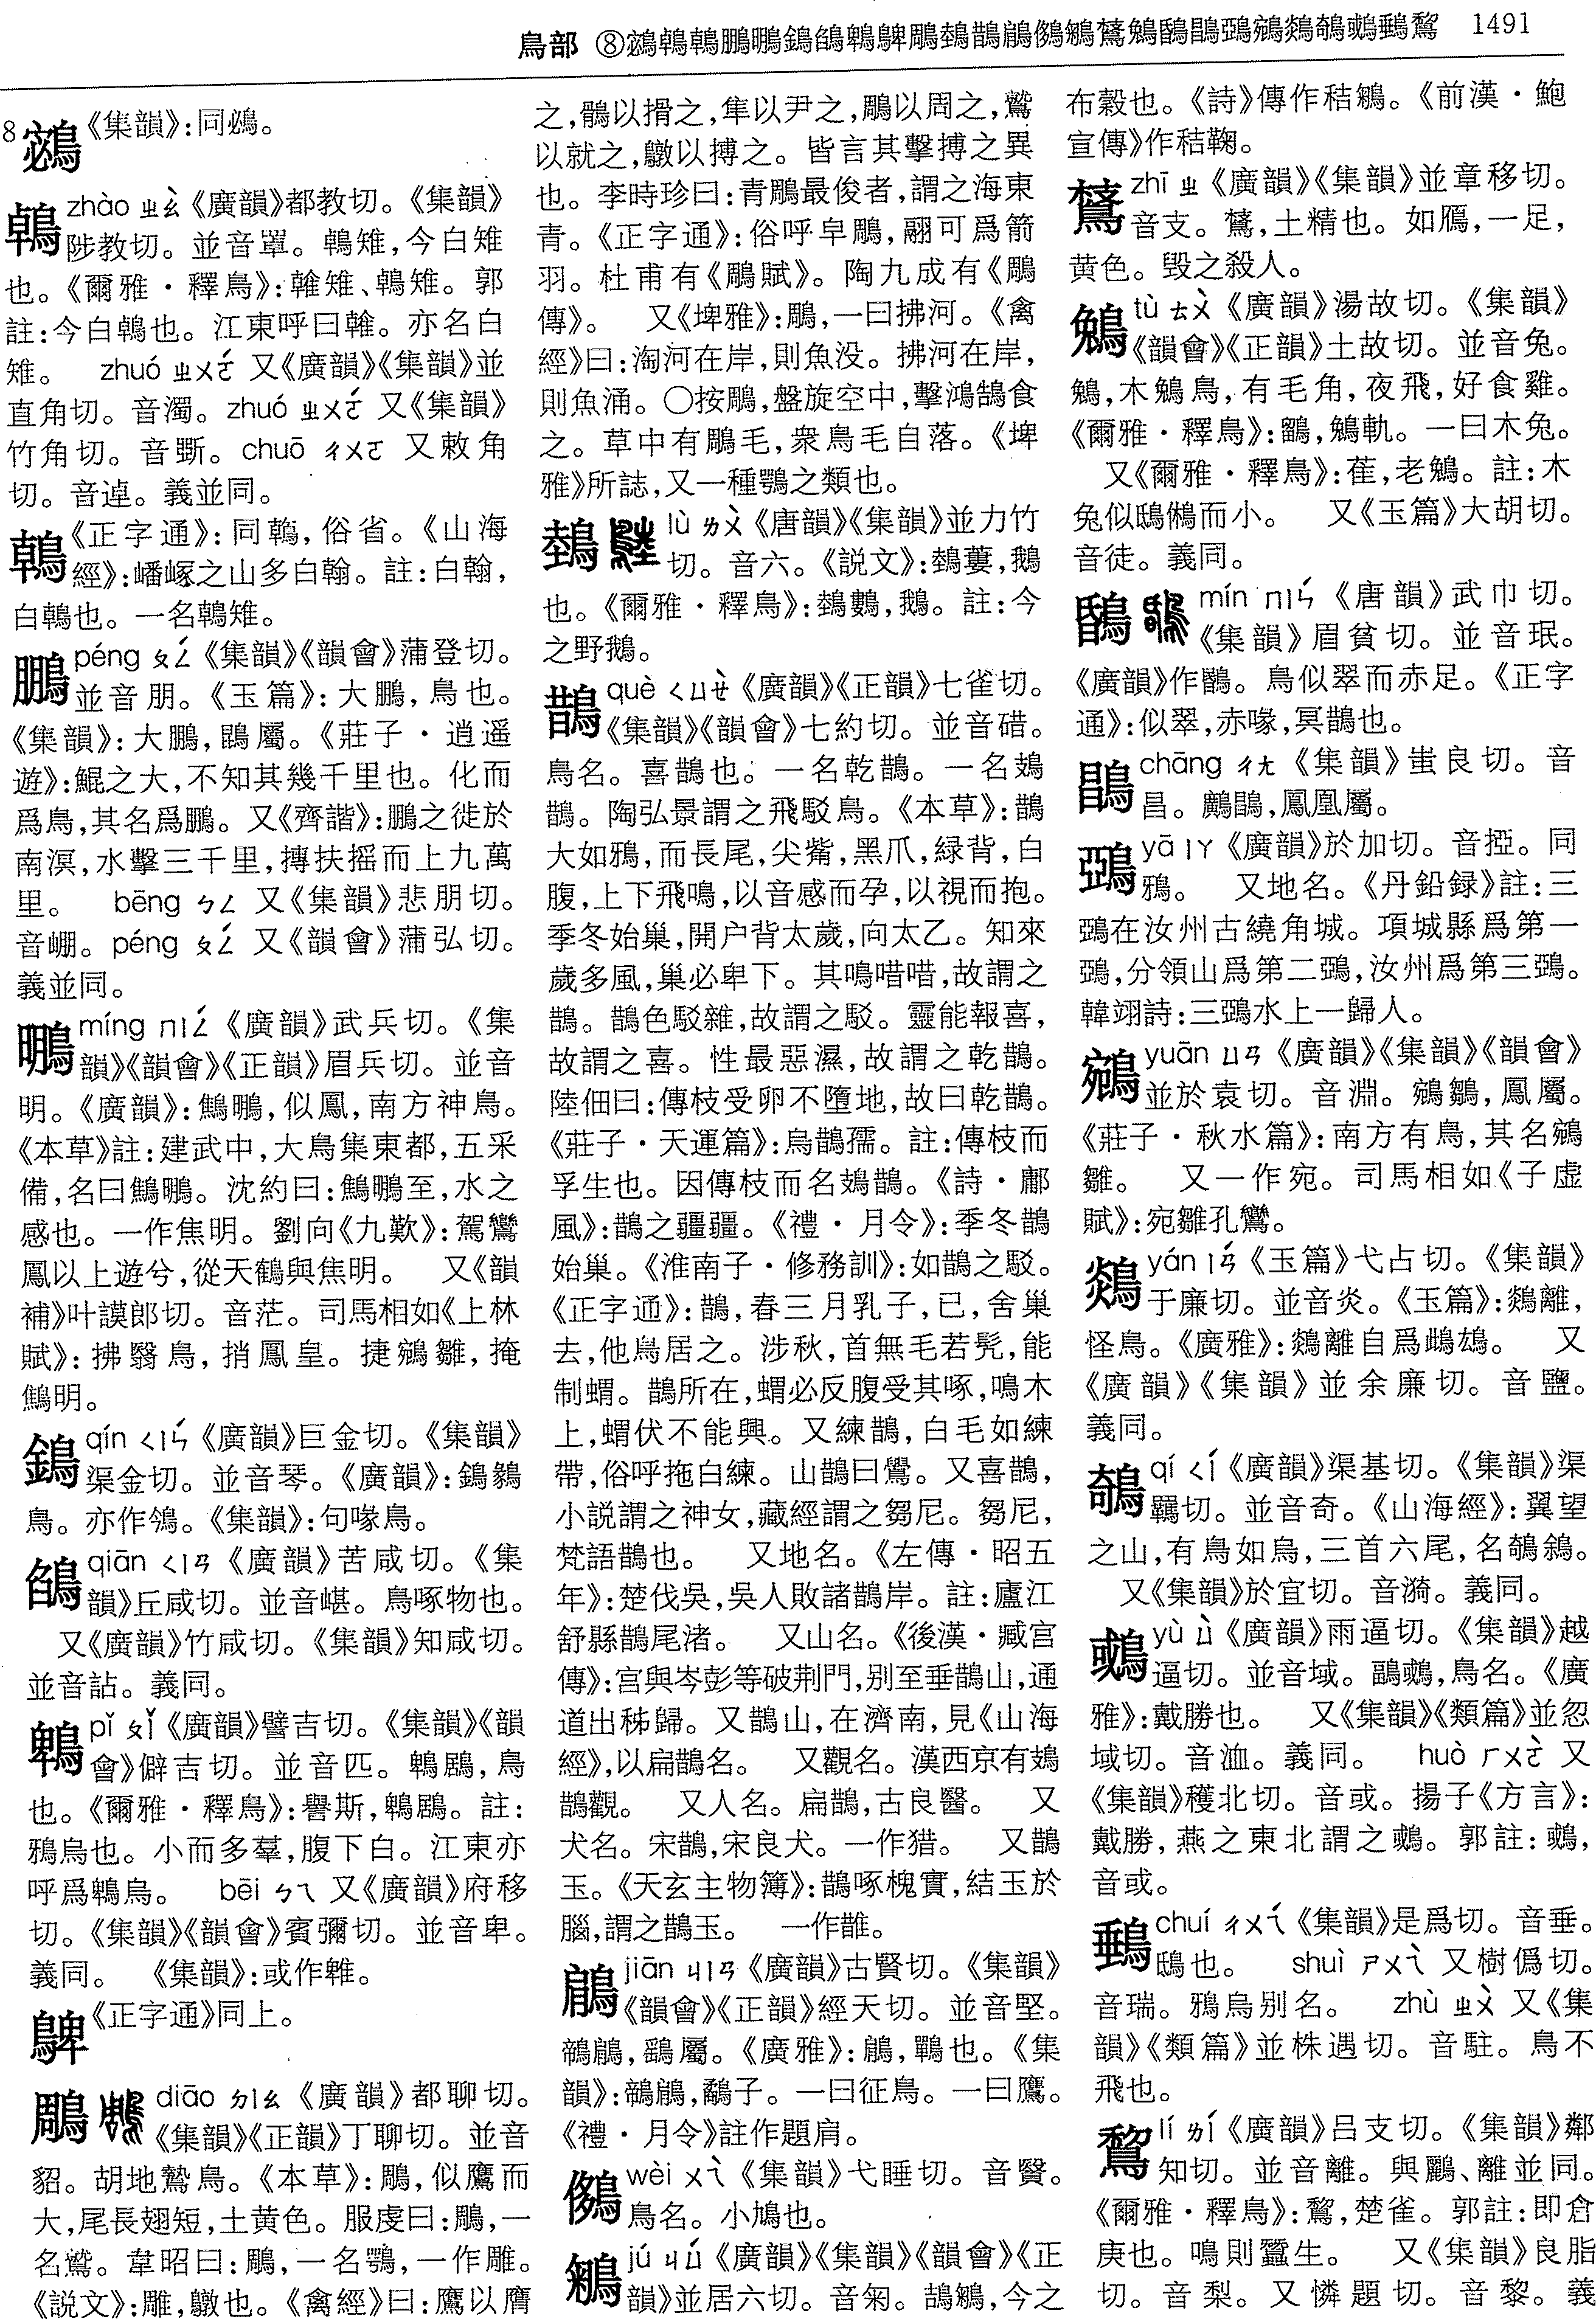 鳥部 ⑧鵼鵫鶾鵬鵬鵭鵮鵯鵯鵰鵱鵲鵳鵴鵴鵻鵵鵾鶓鵶鵷鵸鵸鵽鵽鵹 1491
8 《集韻》:同鴓。
鵫 zhào ㄓㄠˋ《廣韻》都教切。《集韻》
陟教切。並音罩。鵫雉,今白雉
也。《爾雅·釋鳥》:雗雉、鵫雉。郭
註:今白鵫也。江東呼曰雗。亦名白
雉。 zhuó ㄓㄨㄛˊ 又《廣韻》《集韻》並
直角切。音濁。zhuó ㄓㄨㄛˊ 又《集韻》
竹角切。音斲。chuō ㄔㄨㄛ 又敕角
切。音逴。義並同。
《正字通》:同鶾,俗省。《山海
經》:嶓冢之山多白翰。註:白翰,
白鵫也。一名鵫雉。
鵬 péng ㄆㄥˊ《集韻》《韻會》蒲登切。
並音朋。《玉篇》:大鵬,鳥也。
《集韻》:大鵬,鵾屬。《莊子·逍遥
遊》:鯤之大,不知其幾千里也。化而
爲鳥,其名爲鵬。又《齊諧》:鵬之徙於
南溟,水擊三千里,摶扶摇而上九萬
里。 bēng ㄅㄥ 又《集韻》悲朋切。
音崩。péng ㄆㄥˊ 又《韻會》蒲弘切。
義並同。
míng ㄇㄧㄥˊ《廣韻》武兵切。《集
韻》《韻會》《正韻》眉兵切。並音
明。《廣韻》:鷦䳟,似鳳,南方神鳥。
《本草》註:建武中,大鳥集東都,五采
備,名曰鷦䳟。沈約曰:鷦䳟至,水之
感也。一作焦明。劉向《九歎》:駕鸞
鳳以上遊兮,從天鶴與焦明。 又《韻
補》叶謨郎切。音茫。司馬相如《上林
賦》:拂翳鳥,捎鳳皇。捷鵷雛,掩
鷦明。
鵭 qín ㄑㄧㄣˊ《廣韻》巨金切。《集韻》
渠金切。並音琴。《廣韻》:鵭鶨
鳥。亦作鳹。《集韻》:句喙鳥。
鵮 qiān ㄑㄧㄢ《廣韻》苦咸切。《集
韻》丘咸切。並音嵁。鳥啄物也。
又《廣韻》竹咸切。《集韻》知咸切。
並音詀。義同。
鵯 pǐ ㄆㄧˇ《廣韻》譬吉切。《集韻》《韻
會》僻吉切。並音匹。鵯鶋,鳥
也。《爾雅·釋鳥》:鸒斯,鵯鶋。註:
鴉烏也。小而多羣,腹下白。江東亦
呼爲鵯烏。 bēi ㄅㄟ 又《廣韻》府移
切。《集韻》《韻會》賓彌切。並音卑。
義同。 《集韻》:或作䧤。
《正字通》同上。
鵰 diāo ㄉㄧㄠ《廣韻》都聊切。
《集韻》《正韻》丁聊切。並音
貂。胡地鷙鳥。《本草》:鵰,似鷹而
大,尾長翅短,土黄色。服虔曰:鵰,一
名鷲。韋昭曰:鵰,一名鶚,一作雕。
《説文》:雕,䳄也。《禽經》曰:鷹以膺
之,鶻以搰之,隼以尹之,鵰以周之,鷲
以就之,䳄以搏之。皆言其擊搏之異
也。李時珍曰:青鵰最俊者,謂之海東
青。《正字通》:俗呼皁鵰,翮可爲箭
羽。杜甫有《鵰賦》。陶九成有《鵰
傳》。 又《埤雅》:鵰,一曰拂河。《禽
經》曰:淘河在岸,則魚没。拂河在岸,
則魚涌。○按鵰,盤旋空中,擊鴻鵠食
之。草中有鵰毛,衆鳥毛自落。《埤
雅》所誌,又一種鶚之類也。
鵱 lù ㄌㄨˋ《唐韻》《集韻》並力竹
切。音六。《説文》:鵱蔞,鵝
也。《爾雅·釋鳥》:鵱鷜,鵝。註:今
之野鵝。
鵲 què ㄑㄩㄝˋ《廣韻》《正韻》七雀切。
《集韻》《韻會》七約切。並音碏。
鳥名。喜鵲也。一名乾鵲。一名鳷
鵲。陶弘景謂之飛駁鳥。《本草》:鵲
大如鴉,而長尾,尖觜,黑爪,緑背,白
腹,上下飛鳴,以音感而孕,以視而抱。
季冬始巢,開户背太歲,向太乙。知來
歲多風,巢必卑下。其鳴唶唶,故謂之
鵲。鵲色駁雜,故謂之駁。靈能報喜,
故謂之喜。性最惡濕,故謂之乾鵲。
陸佃曰:傳枝受卵不墮地,故曰乾鵲。
《莊子·天運篇》:烏鵲孺。註:傳枝而
孚生也。因傳枝而名鳷鵲。《詩·鄘
風》:鵲之彊彊。《禮·月令》:季冬鵲
始巢。《淮南子·修務訓》:如鵲之駁。
《正字通》:鵲,春三月乳子,已,舍巢
去,他鳥居之。涉秋,首無毛若髡,能
制蝟。鵲所在,蝟必反腹受其啄,鳴木
上,蝟伏不能興。又練鵲,白毛如練
帶,俗呼拖白練。山鵲曰鷽。又喜鵲,
小説謂之神女,藏經謂之芻尼。芻尼,
梵語鵲也。 又地名。《左傳·昭五
年》:楚伐吳,吳人敗諸鵲岸。註:廬江
舒縣鵲尾渚。 又山名。《後漢·臧宫
傳》:宫與岑彭等破荆門,别至垂鵲山,通
道出秭歸。又鵲山,在濟南,見《山海
經》,以扁鵲名。 又觀名。漢西京有鳷
鵲觀。 又人名。扁鵲,古良醫。 又
犬名。宋鵲,宋良犬。一作猎。 又鵲
玉。《天玄主物簿》:鵲啄槐實,結玉於
腦,謂之鵲玉。 一作䧿。
鵳 jiān ㄐㄧㄢ《廣韻》古賢切。《集韻》
《韻會》《正韻》經天切。並音堅。
鶙鵳,鷂屬。《廣雅》:鵳,鷤也。《集
韻》:鶙鵳,鷸子。一曰征鳥。一曰鷹。
《禮·月令》註作題肩。
wèi ㄨㄟˋ《集韻》弋睡切。音䝿。
鳥名。小鳩也。
鵴 jú ㄐㄩˊ《廣韻》《集韻》《韻會》《正
韻》並居六切。音匊。鴶鵴,今之
布穀也。《詩》傳作秸鵴。《前漢·鮑
宣傳》作秸鞠。
zhī ㄓ《廣韻》《集韻》並章移切。
音支。䳅,土精也。如鴈,一足,
黄色。毁之殺人。
鵵 tù ㄊㄨˋ《廣韻》湯故切。《集韻》
《韻會》《正韻》土故切。並音兔。
鵵,木鵵鳥,有毛角,夜飛,好食雞。
《爾雅·釋鳥》:鸙,鵵軌。一曰木兔。
又《爾雅·釋鳥》:萑,老鵵。註:木
兔似鴟鵂而小。 又《玉篇》大胡切。
音徒。義同。
mín ㄇㄧㄣˊ《唐韻》武巾切。
《集韻》眉貧切。並音珉。
《廣韻》作鶥。鳥似翠而赤足。《正字
通》:似翠,赤喙,冥鵲也。
chāng ㄔㄤ《集韻》蚩良切。音
昌。鷵鯧,鳳凰屬。
鵶 yā ㄧㄚ《廣韻》於加切。音椏。同
鴉。 又地名。《丹鉛録》註:三
鵶在汝州古繞角城。項城縣爲第一
鵶,分領山爲第二鵶,汝州爲第三鵶。
韓翃詩:三鵶水上一歸人。
鵷 yuān ㄩㄢ《廣韻》《集韻》《韻會》
並於袁切。音淵。鵷鶵,鳳屬。
《莊子·秋水篇》:南方有鳥,其名鵷
雛。 又一作宛。司馬相如《子虚
賦》:宛雛孔鸞。
yán ㄧㄢˊ《玉篇》弋占切。《集韻》
于廉切。並音炎。《玉篇》:䳺離,
怪鳥。《廣雅》:䳺離自爲雌雄。 又
《廣韻》《集韻》並余廉切。音鹽。
義同。
鵸 qí ㄑㄧˊ《廣韻》渠基切。《集韻》渠
羈切。並音奇。《山海經》:翼望
之山,有鳥如烏,三首六尾,名鵸鵌。
又《集韻》於宜切。音漪。義同。
yù ㄩˋ《廣韻》雨逼切。《集韻》越
逼切。並音域。鶝䳼,鳥名。《廣
雅》:戴勝也。 又《集韻》《類篇》並忽
域切。音洫。義同。 huò ㄏㄨㄛˋ 又
《集韻》穫北切。音或。揚子《方言》:
戴勝,燕之東北謂之䳼。郭註:䳼,
音或。
chuí ㄔㄨㄟˊ《集韻》是爲切。音垂。
鴟也。 shuì ㄕㄨㄟˋ 又樹僞切。
音瑞。鴉烏别名。 zhù ㄓㄨˋ 又《集
韻》《類篇》並株遇切。音駐。鳥不
飛也。
鵹 lí ㄌㄧˊ《廣韻》吕支切。《集韻》鄰
知切。並音離。與鸝、離並同。
《爾雅·釋鳥》:鵹,楚雀。郭註:即倉
庚也。鳴則蠶生。 又《集韻》良脂
切。音梨。又憐題切。音黎。義